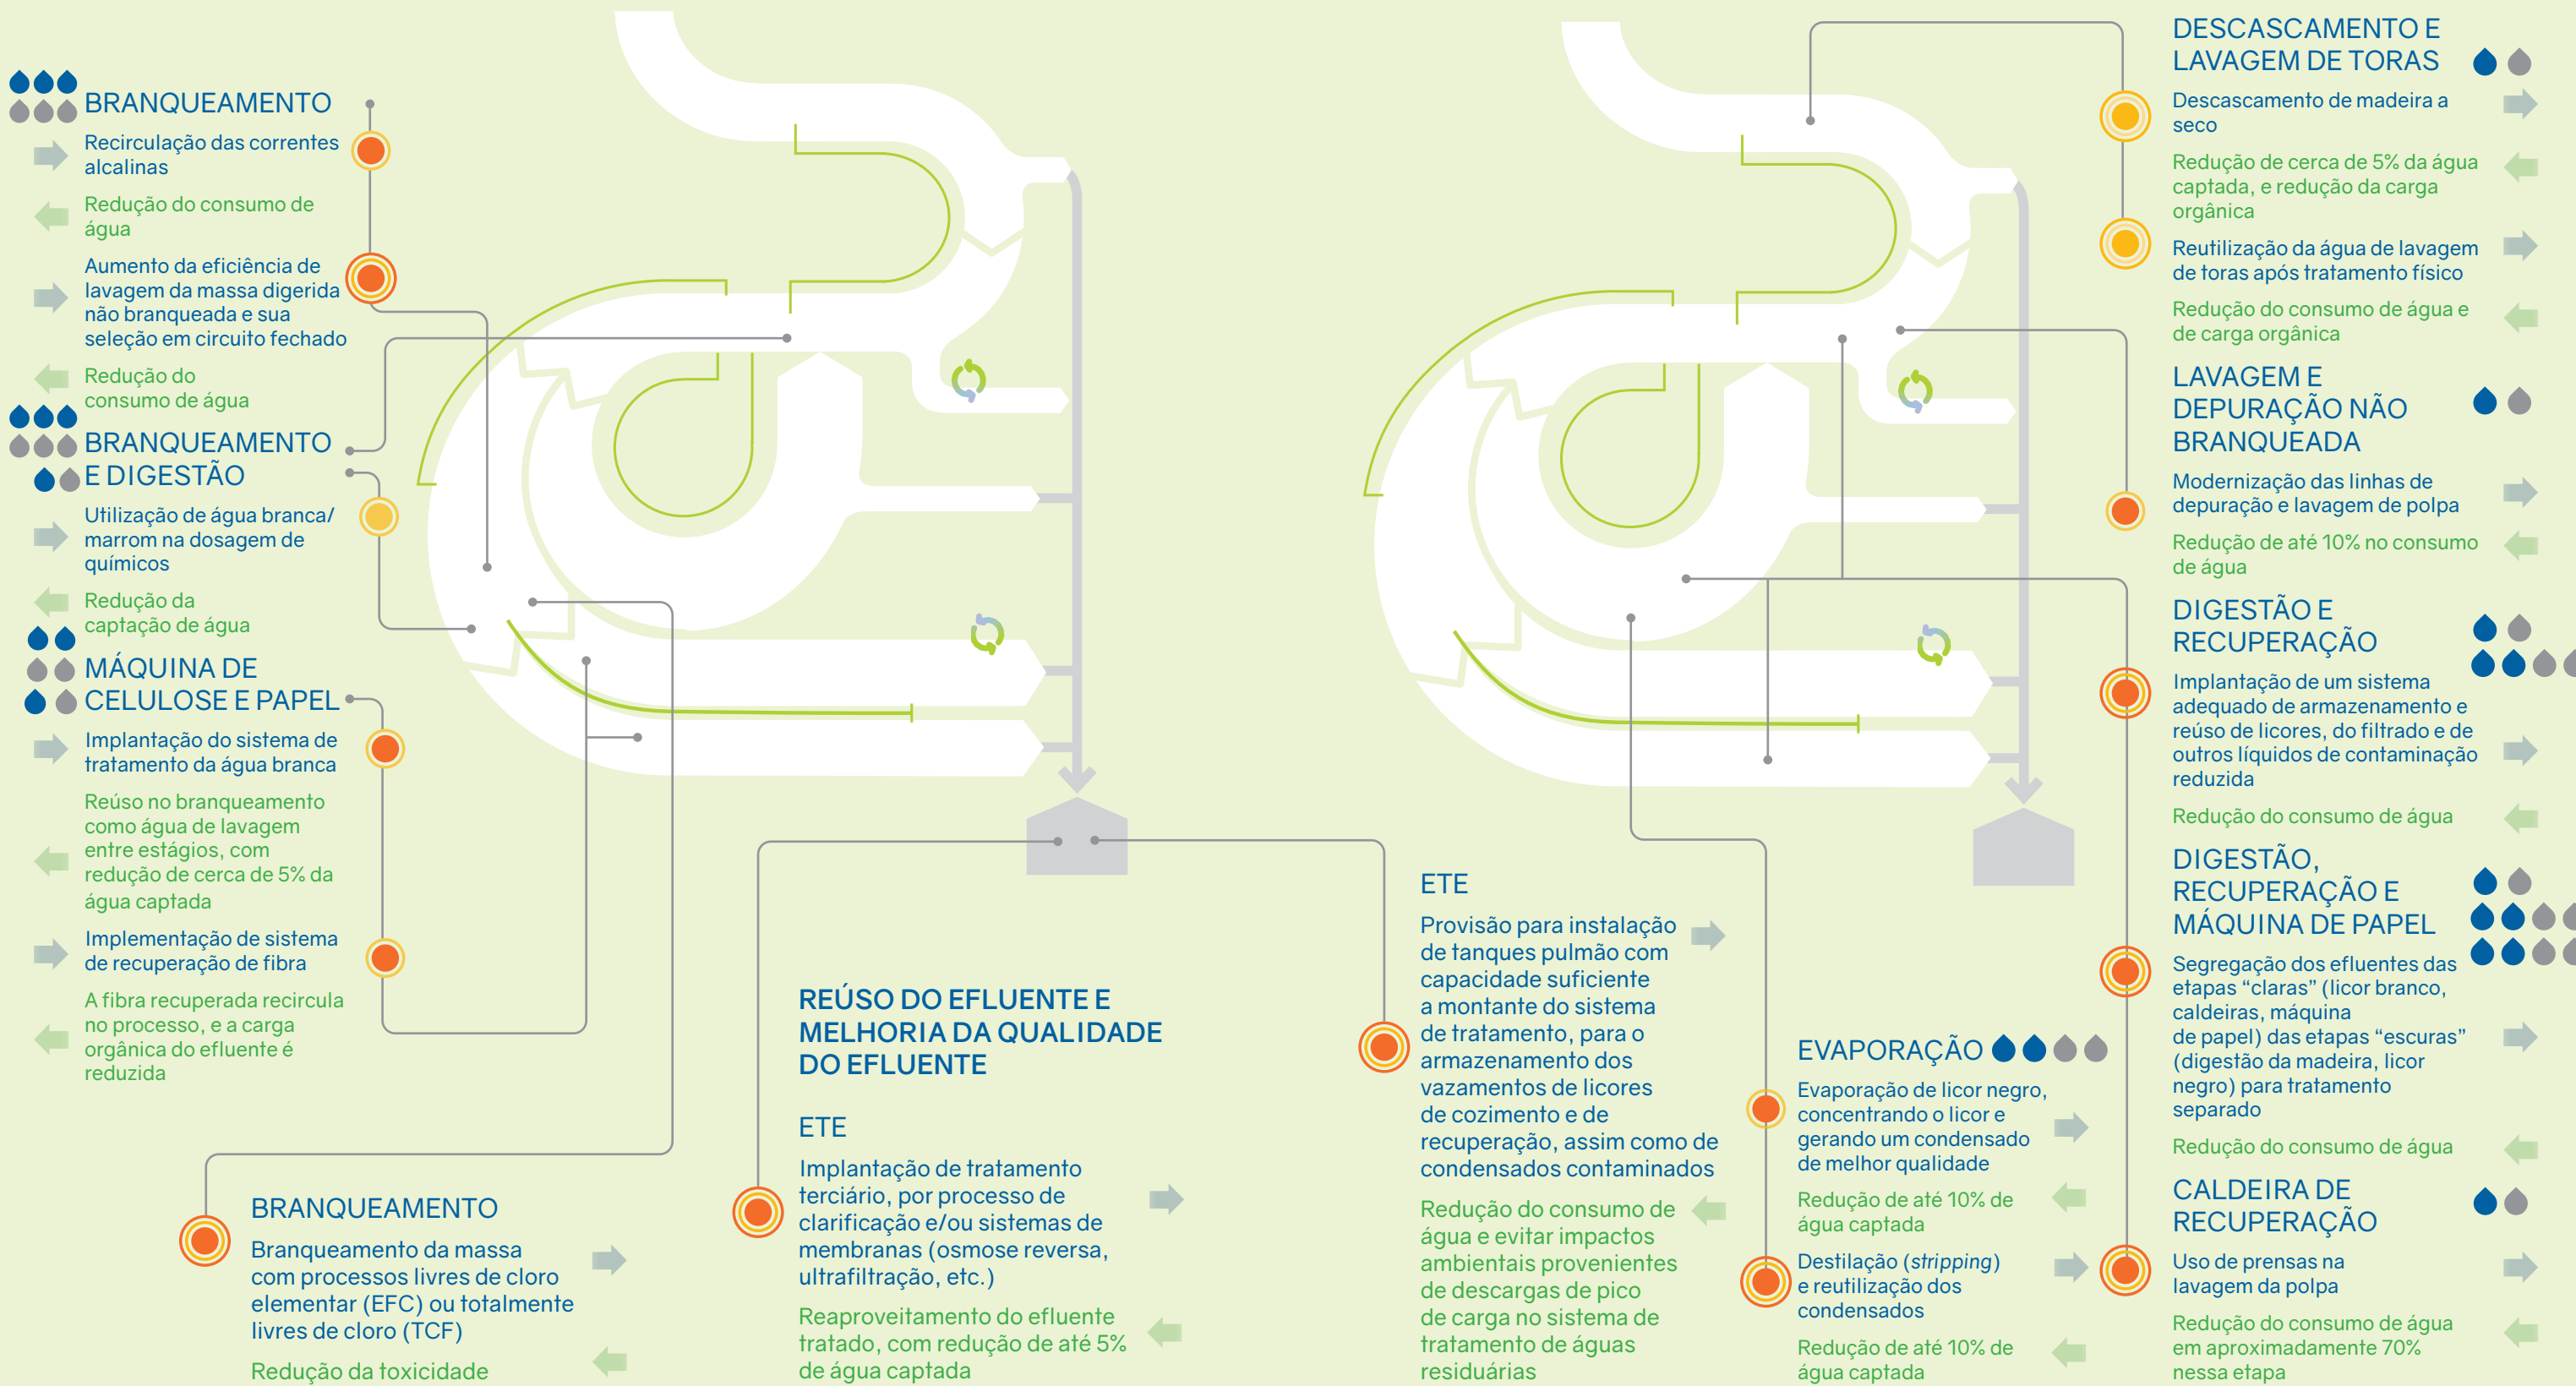 BRANQUEAMENTO
Recirculação das correntes
alcalinas
Redução do consumo de
água
Aumento da eficiência de
lavagem da massa digerida
não branqueada e sua
seleção em circuito fechado
Redução do
consumo de água
BRANQUEAMENTO
E DIGESTÃO
Utilização de água branca/
marrom na dosagem de
químicos
Redução da
captação de água
MÁQUINA DE
CELULOSE E PAPEL
Implantação do sistema de
tratamento da água branca
Reúso no branqueamento
como água de lavagem
entre estágios, com
redução de cerca de 5% da
água captada
Implementação de sistema
de recuperação de fibra
A fibra recuperada recircula
no processo, e a carga
orgânica do efluente é
reduzida
BRANQUEAMENTO
Branqueamento da massa
com processos livres de cloro
elementar (EFC) ou totalmente
livres de cloro (TCF)
Redução da toxicidade
REÚSO DO EFLUENTE E
MELHORIA DA QUALIDADE
DO EFLUENTE
ETE
Implantação de tratamento
terciário, por processo de
clarificação e/ou sistemas de
membranas (osmose reversa,
ultrafiltração, etc.)
Reaproveitamento do efluente
tratado, com redução de até 5%
de água captada
ETE
Provisão para instalação
de tanques pulmão com
capacidade suficiente
a montante do sistema
de tratamento, para o
armazenamento dos
vazamentos de licores
de cozimento e de
recuperação, assim como de
condensados contaminados
Redução do consumo de
água e evitar impactos
ambientais provenientes
de descargas de pico
de carga no sistema de
tratamento de águas
residuárias
EVAPORAÇÃO
Evaporação de licor negro,
concentrando o licor e
gerando um condensado
de melhor qualidade
Redução de até 10% de
água captada
Destilação (stripping)
e reutilização dos
condensados
Redução de até 10% de
água captada
DESCASCAMENTO E
LAVAGEM DE TORAS
Descascamento de madeira a
seco
Redução de cerca de 5% da água
captada, e redução da carga
orgânica
Reutilização da água de lavagem
de toras após tratamento físico
Redução do consumo de água e
de carga orgânica
LAVAGEM E
DEPURAÇÃO NÃO
BRANQUEADA
Modernização das linhas de
depuração e lavagem de polpa
Redução de até 10% no consumo
de água
DIGESTÃO E
RECUPERAÇÃO
Implantação de um sistema
adequado de armazenamento e
reúso de licores, do filtrado e de
outros líquidos de contaminação
reduzida
Redução do consumo de água
DIGESTÃO,
RECUPERAÇÃO E
MÁQUINA DE PAPEL
Segregação dos efluentes das
etapas “claras” (licor branco,
caldeiras, máquina
de papel) das etapas “escuras”
(digestão da madeira, licor
negro) para tratamento
separado
Redução do consumo de água
CALDEIRA DE
RECUPERAÇÃO
Uso de prensas na
lavagem da polpa
Redução do consumo de água
em aproximadamente 70%
nessa etapa